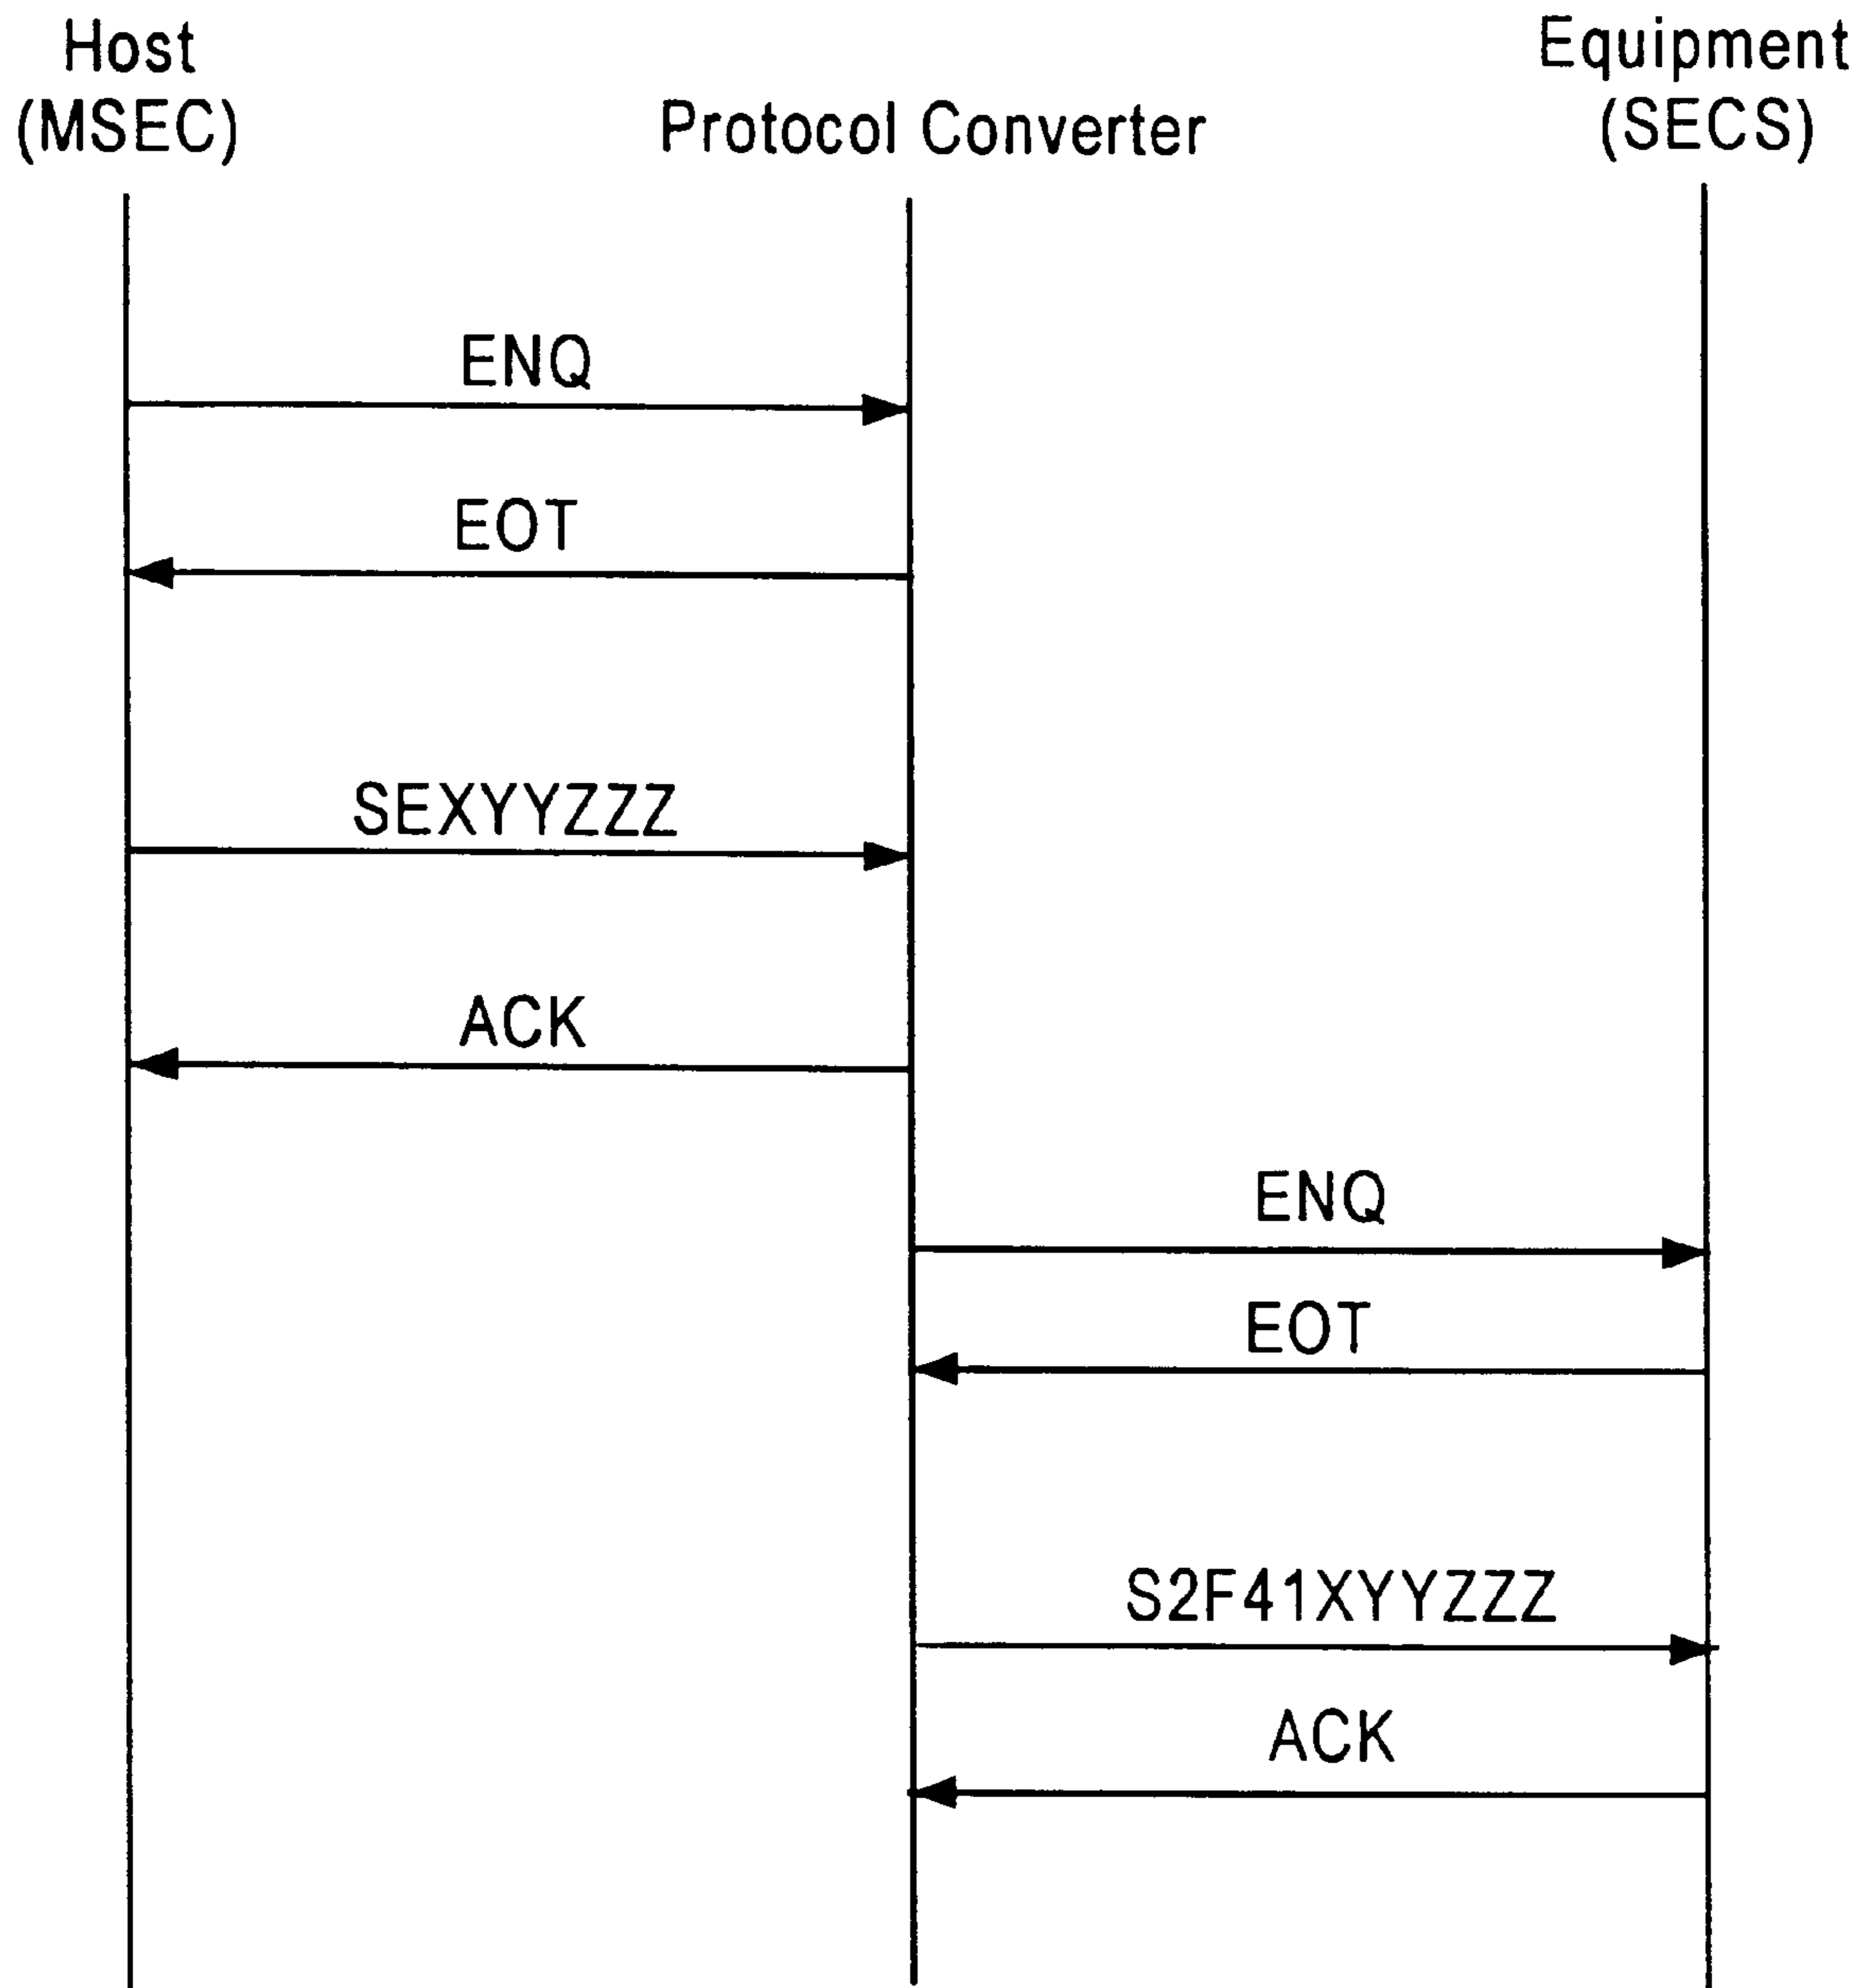 Host
(MSEC)
Protocol Converter
Equipment
(SECS)
ENQ
EOT
SEXYYZZZ
ACK
ENQ
EOT
S2F41XYYZZZ
ACK